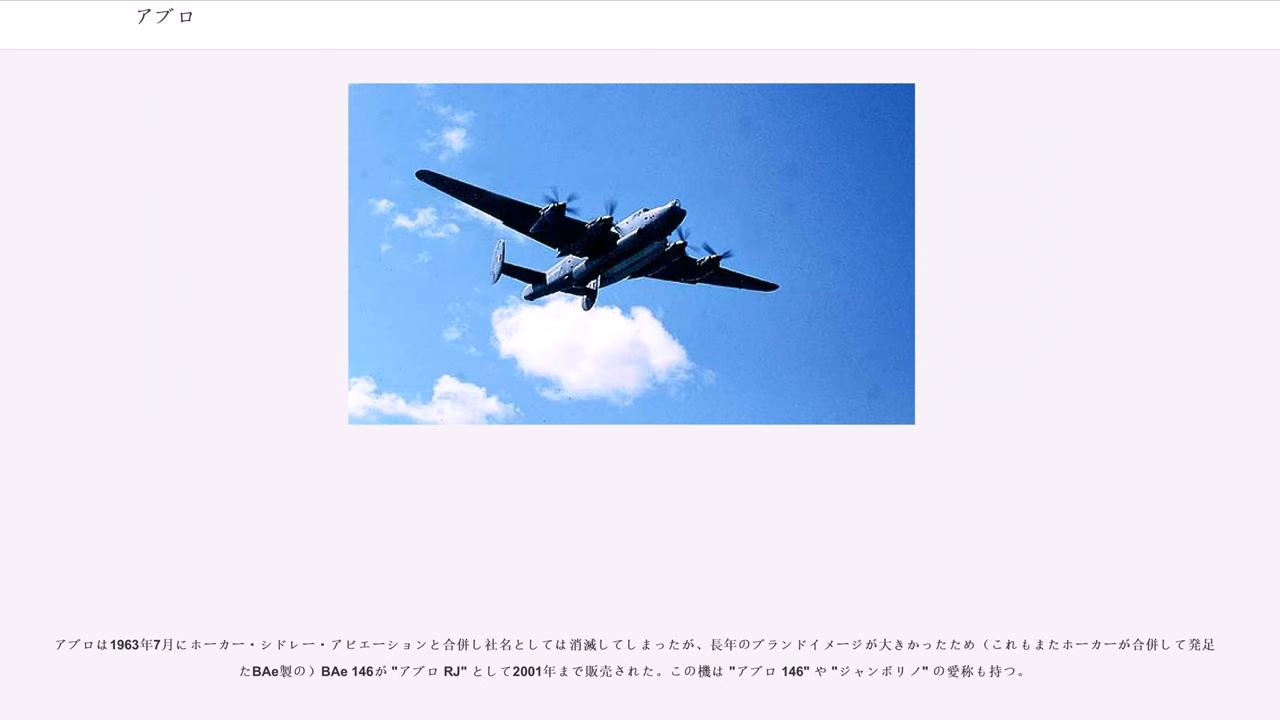 アブロ
アブロは1963年7月にホーカー・シドレー・アビエーションと合併し社名としては消滅してしまったが、長年のブランドイメージが大きかったため（これもまたホーカーが合併して発足
たBAe製の）BAe 146が "アブロ RJ" として2001年まで販売された。この機は "アブロ 146" や "ジャンボリノ" の愛称も持つ。